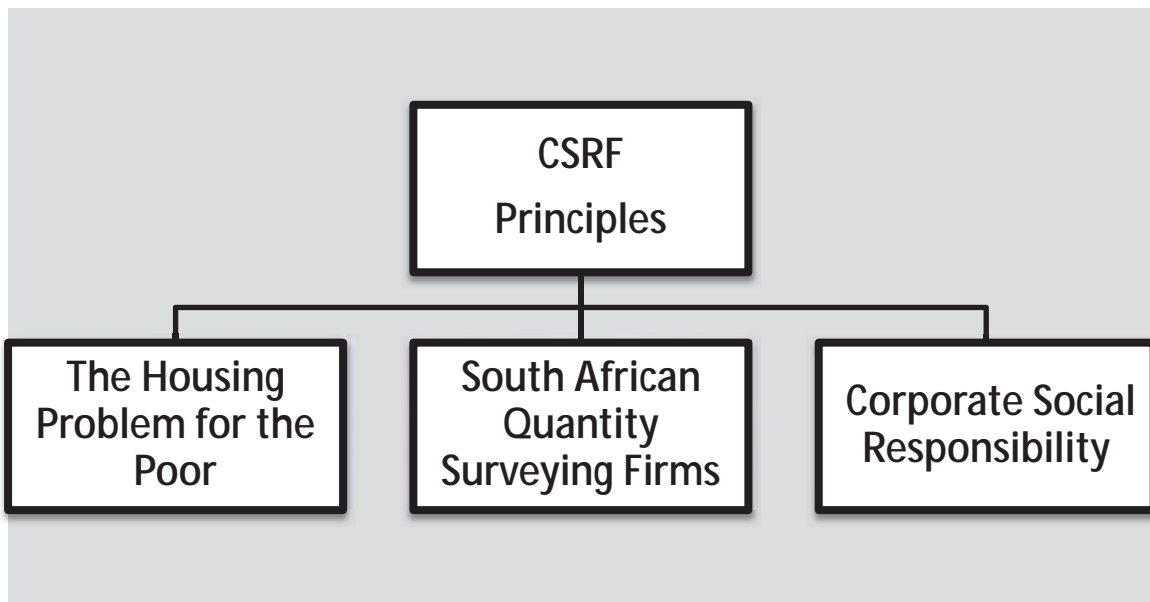 CSRF
Principles
The Housing
Problem for the
Poor
South African
Quantity
Surveying Firms
Corporate Social
Responsibility